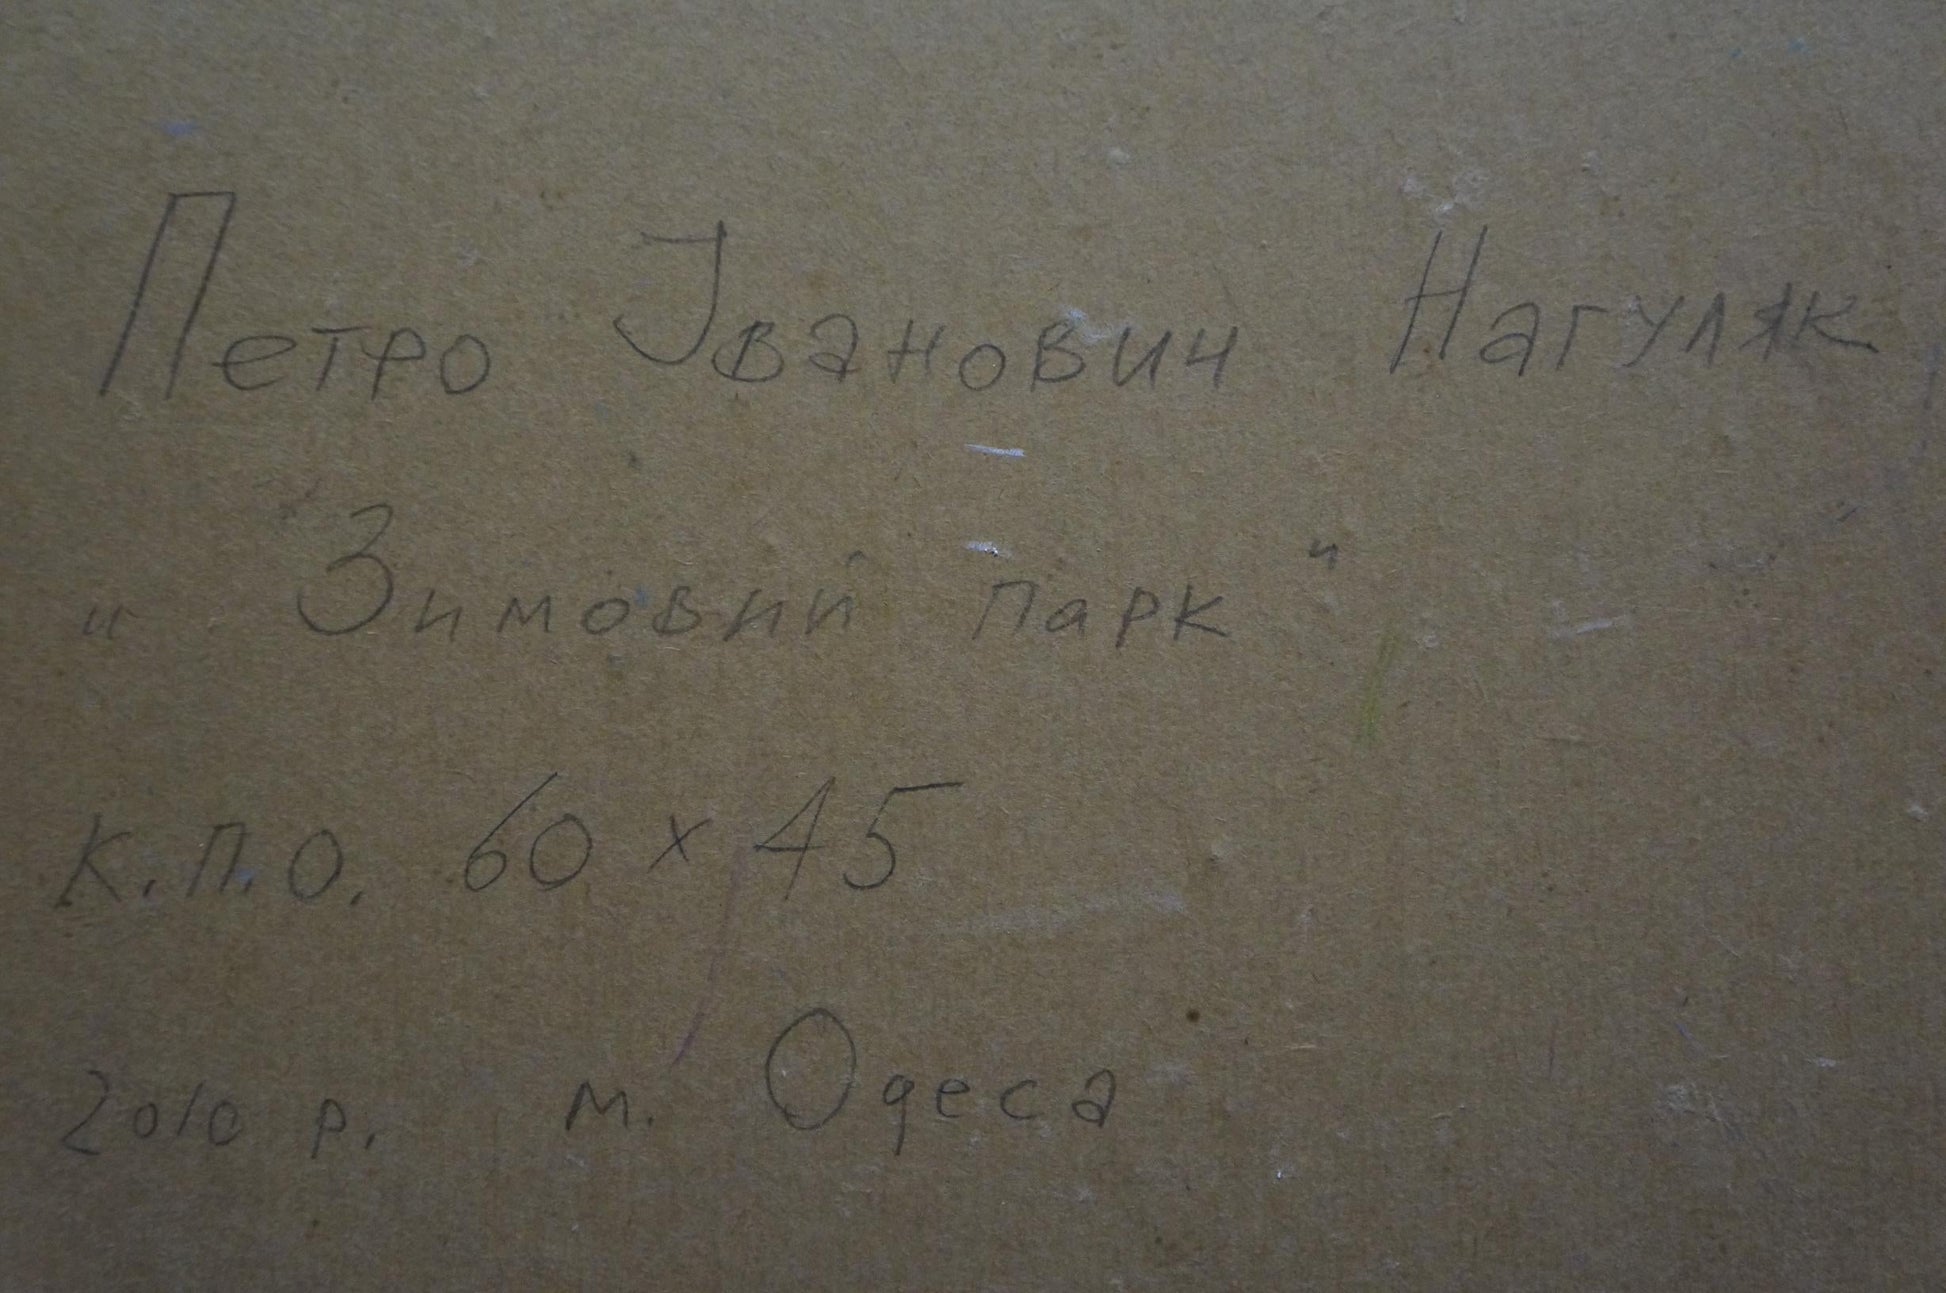 Петро Іванович Нагуляк
„ Зимовий парк "
к.п.о. 60 х 45
2010 р. м. Одеса